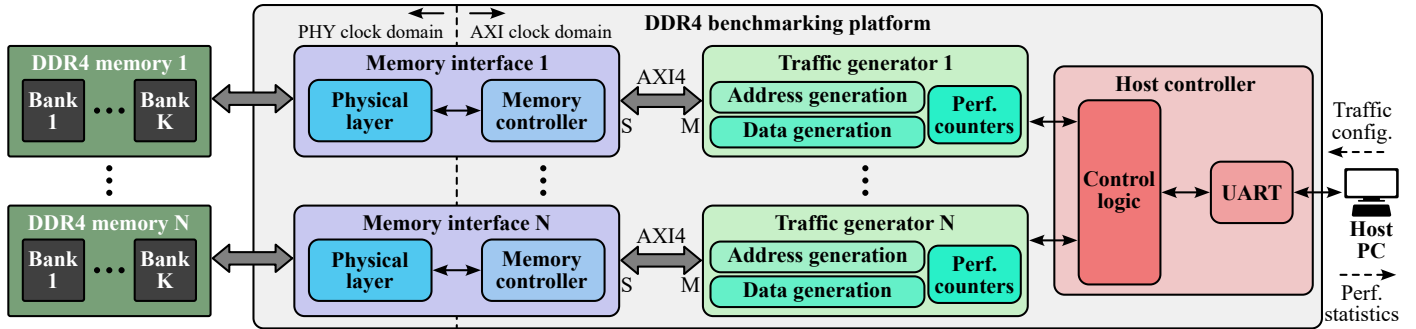 DDR4 benchmarking platform
PHY clock domain
AXI clock domain
DDR4 memory 1
Bank
1
Bank
K
Memory interface 1
Physical
layer
Memory
controller
AXI4
S
M
Traffic generator 1
Address generation
Data generation
Perf.
counters
DDR4 memory N
Bank
1
Bank
K
Memory interface N
Physical
layer
Memory
controller
AXI4
S
M
Traffic generator N
Address generation
Data generation
Perf.
counters
Host controller
Control
logic
UART
Traffic
config.
Host
PC
Perf.
statistics